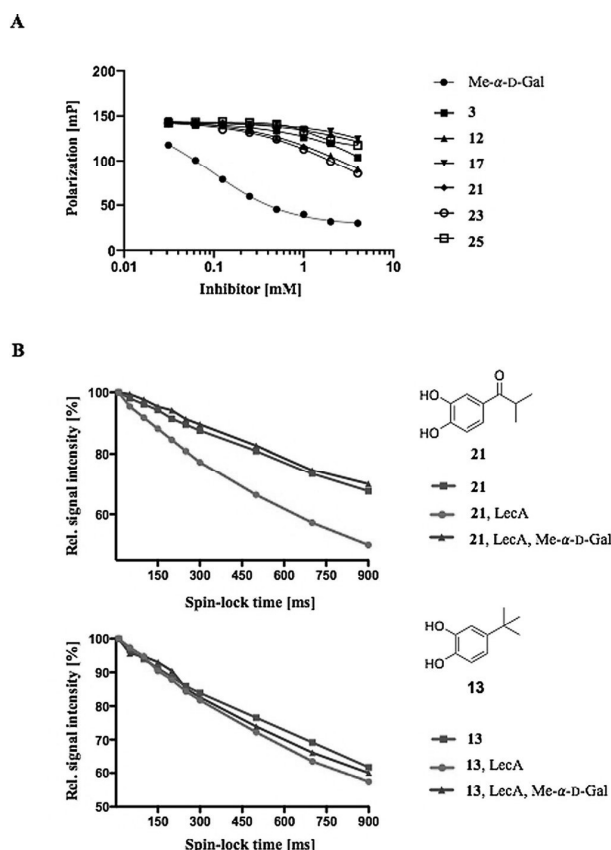 A
Polarization [mP]
200
150
100
50
0
0.01
0.1
1
10
Inhibitor [mM]
Me-α-D-Gal
3
12
17
21
23
25
B
Rel. signal intensity [%]
100
80
60
150
300
450
600
750
900
Spin-lock time [ms]
HO
HO
O
21
21
21, LecA
21, LecA, Me-α-D-Gal
Rel. signal intensity [%]
100
90
80
70
60
50
150
300
450
600
750
900
Spin-lock time [ms]
HO
HO
13
13
13, LecA
13, LecA, Me-α-D-Gal